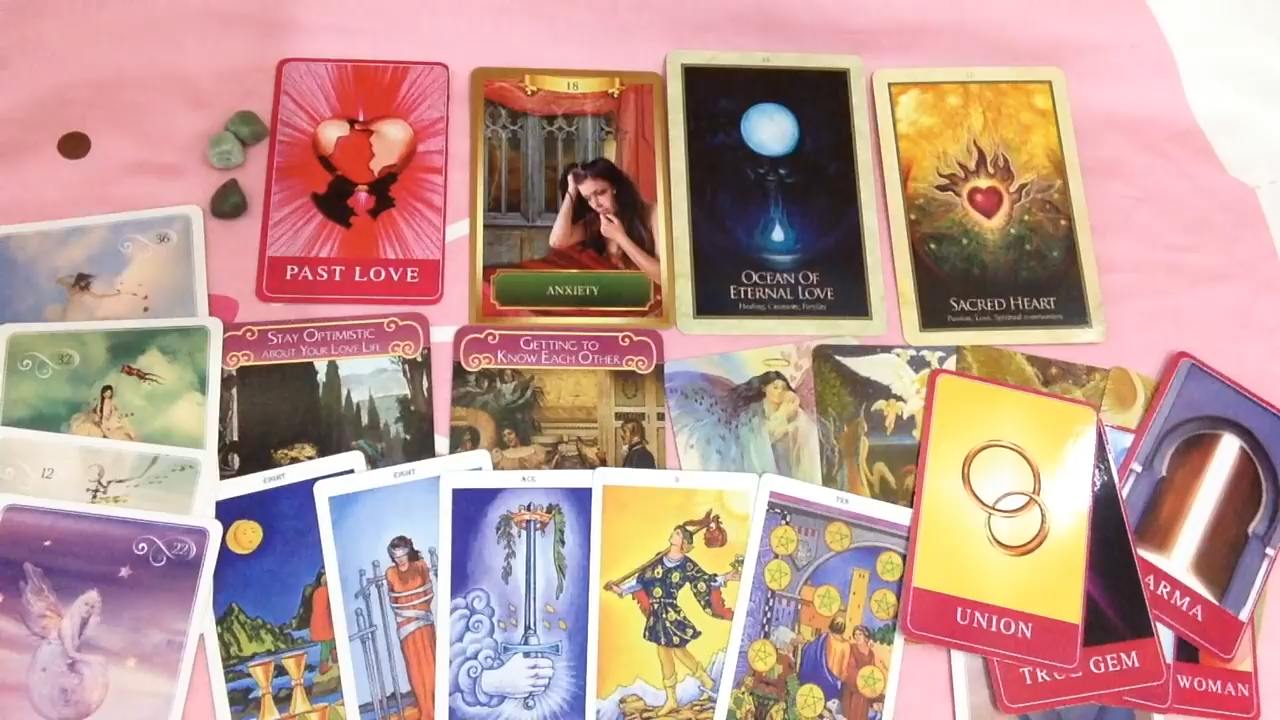 18
PAST LOVE
ANXIETY
OCEAN OF
ETERNAL LOVE
Healing, Creativity, Fertility
SACRED HEART
Passion, Love, Spiritual
36
32
12
22
STAY OPTIMISTIC
ABOUT YOUR LOVE LIFE
GETTING TO
KNOW EACH OTHER
EIGHT
EIGHT
ACE
0
TEN
UNION
TRUE GEM
ARMA
WOMAN